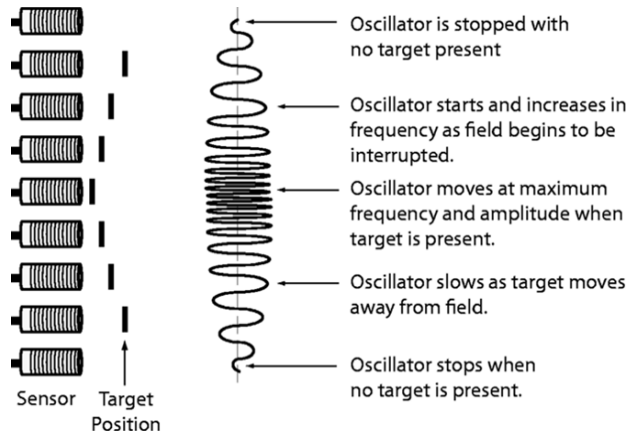 Oscillator is stopped with
no target present
Oscillator starts and increases in
frequency as field begins to be
interrupted.
Oscillator moves at maximum
frequency and amplitude when
target is present.
Oscillator slows as target moves
away from field.
Oscillator stops when
no target is present.
Sensor
Target
Position